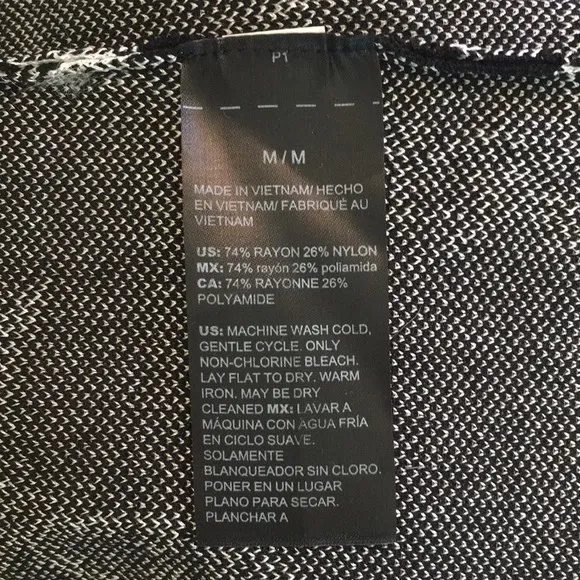 P1
M / M
MADE IN VIETNAM/ HECHO
EN VIETNAM/ FABRIQUÉ AU
VIETNAM
US: 74% RAYON 26% NYLON
MX: 74% rayón 26% poliamida
CA: 74% RAYONNE 26%
POLYAMIDE
US: MACHINE WASH COLD,
GENTLE CYCLE. ONLY
NON-CHLORINE BLEACH.
LAY FLAT TO DRY. WARM
IRON. MAY BE DRY
CLEANED MX: LAVAR A
MÁQUINA CON AGUA FRÍA
EN CICLO SUAVE.
SOLAMENTE
BLANQUEADOR SIN CLORO.
PONER EN UN LUGAR
PLANO PARA SECAR.
PLANCHAR A